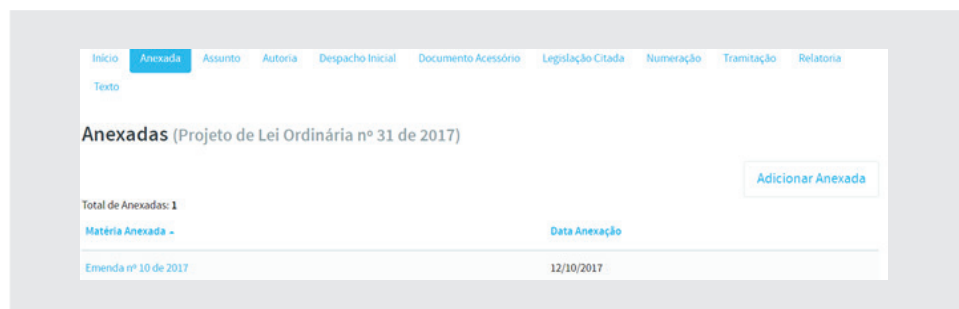 Início Anexada Assunto Autoria Despacho Inicial Documento Acessório Legislação Citada Numeração Tramitação Relatoria
Texto
Anexadas (Projeto de Lei Ordinária nº 31 de 2017)
Adicionar Anexada
Total de Anexadas: 1
Matéria Anexada Data Anexação
Emenda nº 10 de 2017 12/10/2017